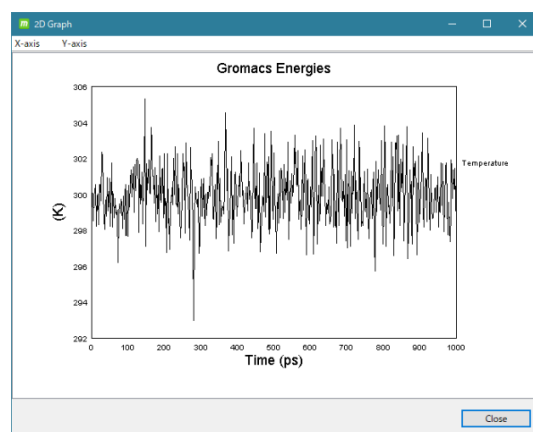 2D Graph
X-axis Y-axis
Gromacs Energies
306
304
302
300
298
296
294
292
(K)
Temperature
0 100 200 300 400 500 600 700 800 900 1000
Time (ps)
Close